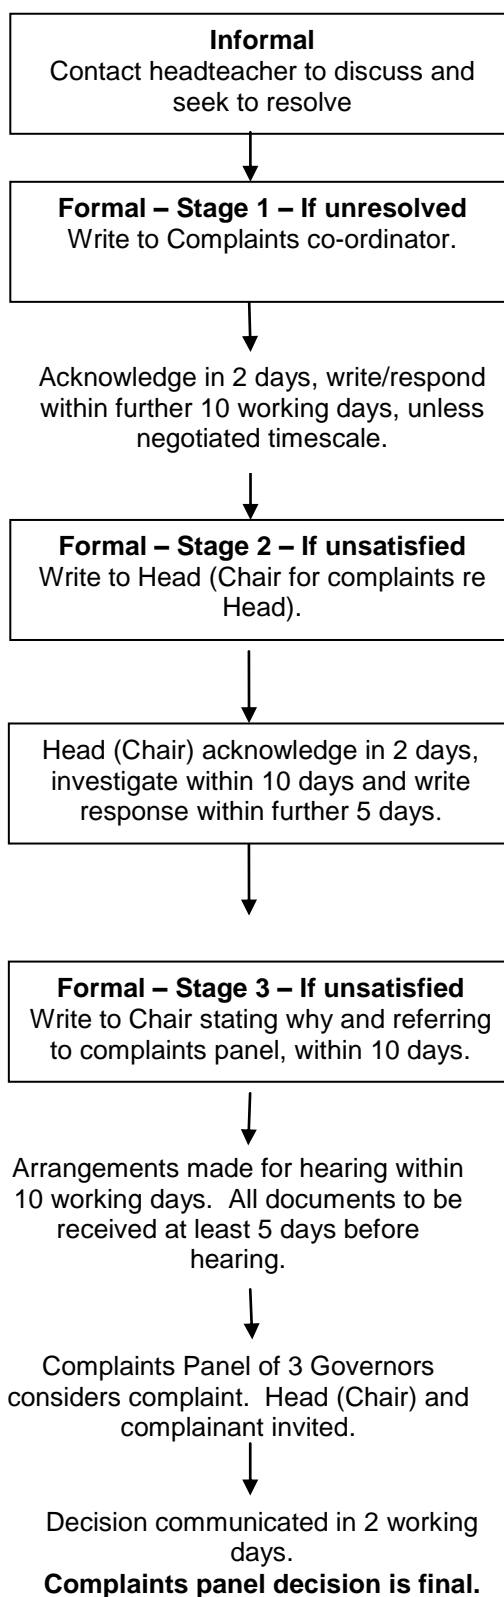 Informal
Contact headteacher to discuss and
seek to resolve
Formal – Stage 1 – If unresolved
Write to Complaints co-ordinator.
Acknowledge in 2 days, write/respond
within further 10 working days, unless
negotiated timescale.
Formal – Stage 2 – If unsatisfied
Write to Head (Chair for complaints re
Head).
Head (Chair) acknowledge in 2 days,
investigate within 10 days and write
response within further 5 days.
Formal – Stage 3 – If unsatisfied
Write to Chair stating why and referring
to complaints panel, within 10 days.
Arrangements made for hearing within
10 working days.  All documents to be
received at least 5 days before
hearing.
Complaints Panel of 3 Governors
considers complaint.  Head (Chair) and
complainant invited.
Decision communicated in 2 working
days.
Complaints panel decision is final.